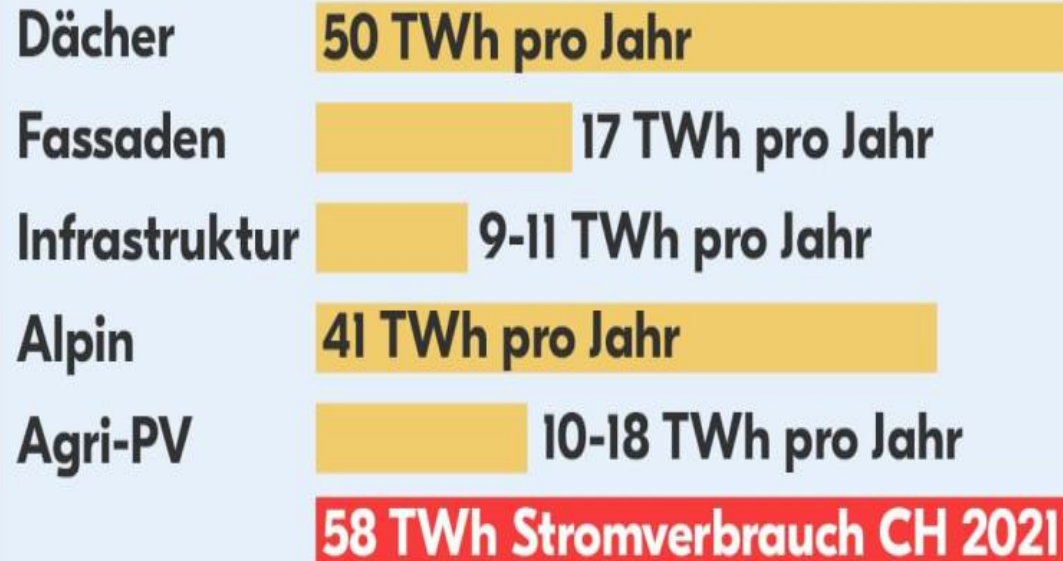 Dächer 50 TWh pro Jahr
Fassaden 17 TWh pro Jahr
Infrastruktur 9-11 TWh pro Jahr
Alpin 41 TWh pro Jahr
Agri-PV 10-18 TWh pro Jahr
58 TWh Stromverbrauch CH 2021